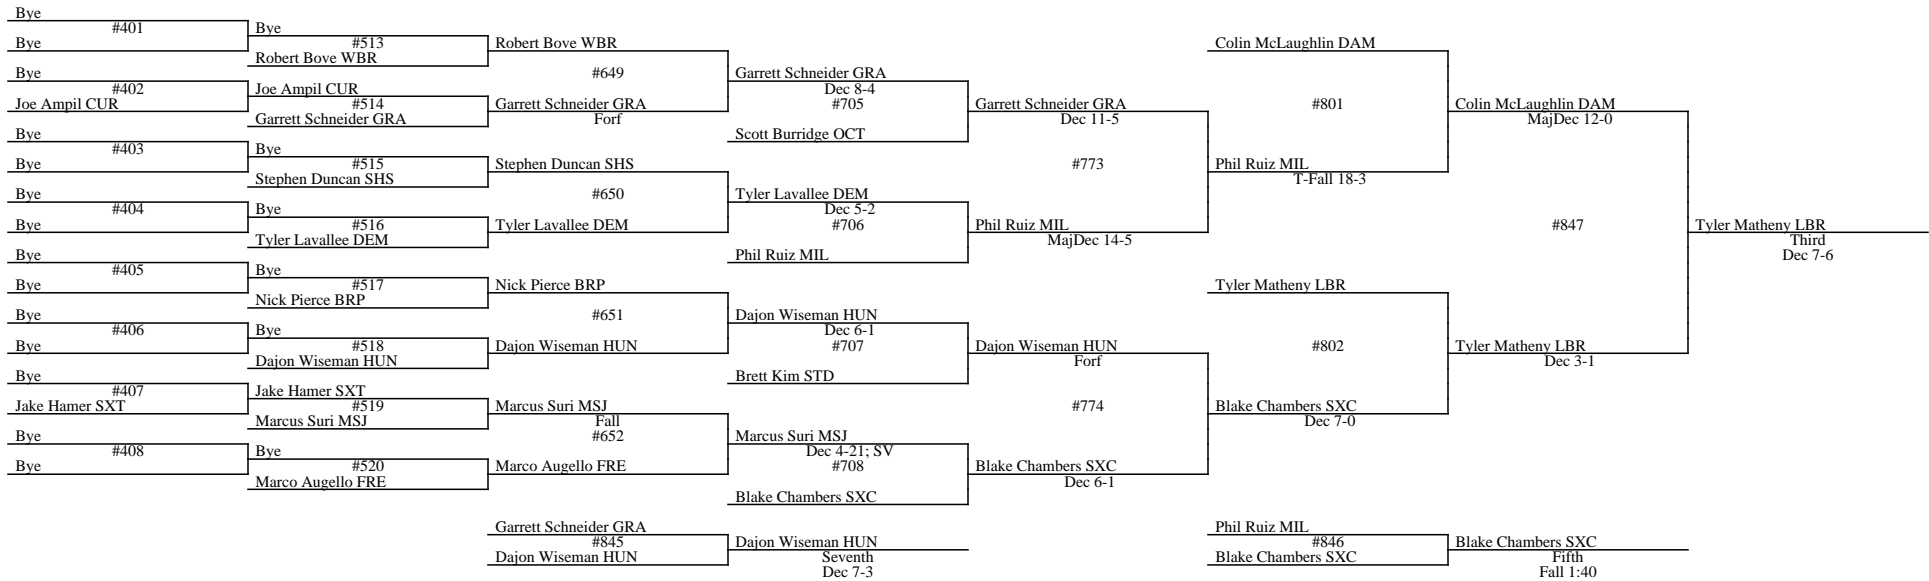 Bye
#401
Bye
Bye
#402
Joe Ampil CUR
Bye
#403
Bye
Bye
#404
Bye
Bye
#405
Bye
Bye
#406
Bye
Bye
#407
Jake Hamer SXT
Bye
#408
Bye
Bye
#513
Robert Bove WBR
Joe Ampil CUR
#514
Garrett Schneider GRA
Bye
#515
Stephen Duncan SHS
Bye
#516
Tyler Lavallee DEM
Bye
#517
Nick Pierce BRP
Bye
#518
Dajon Wiseman HUN
Jake Hamer SXT
#519
Marcus Suri MSJ
Bye
#520
Marco Augello FRE
Robert Bove WBR
#649
Garrett Schneider GRA
Forf
Stephen Duncan SHS
#650
Tyler Lavallee DEM
Nick Pierce BRP
#651
Dajon Wiseman HUN
Marcus Suri MSJ
Fall
#652
Marco Augello FRE
Garrett Schneider GRA
Dec 8-4
#705
Scott Burridge OCT
Tyler Lavallee DEM
Dec 5-2
#706
Phil Ruiz MIL
Dajon Wiseman HUN
Dec 6-1
#707
Brett Kim STD
Marcus Suri MSJ
Dec 4-21; SV
#708
Blake Chambers SXC
Garrett Schneider GRA
Dec 11-5
#773
Phil Ruiz MIL
MajDec 14-5
Dajon Wiseman HUN
Forf
#774
Blake Chambers SXC
Dec 6-1
Colin McLaughlin DAM
#801
Phil Ruiz MIL
T-Fall 18-3
Tyler Matheny LBR
#802
Blake Chambers SXC
Dec 7-0
Colin McLaughlin DAM
MajDec 12-0
#847
Tyler Matheny LBR
Dec 3-1
Tyler Matheny LBR
Third
Dec 7-6
Garrett Schneider GRA
#845
Dajon Wiseman HUN
Dajon Wiseman HUN
Seventh
Dec 7-3
Phil Ruiz MIL
#846
Blake Chambers SXC
Blake Chambers SXC
Fifth
Fall 1:40